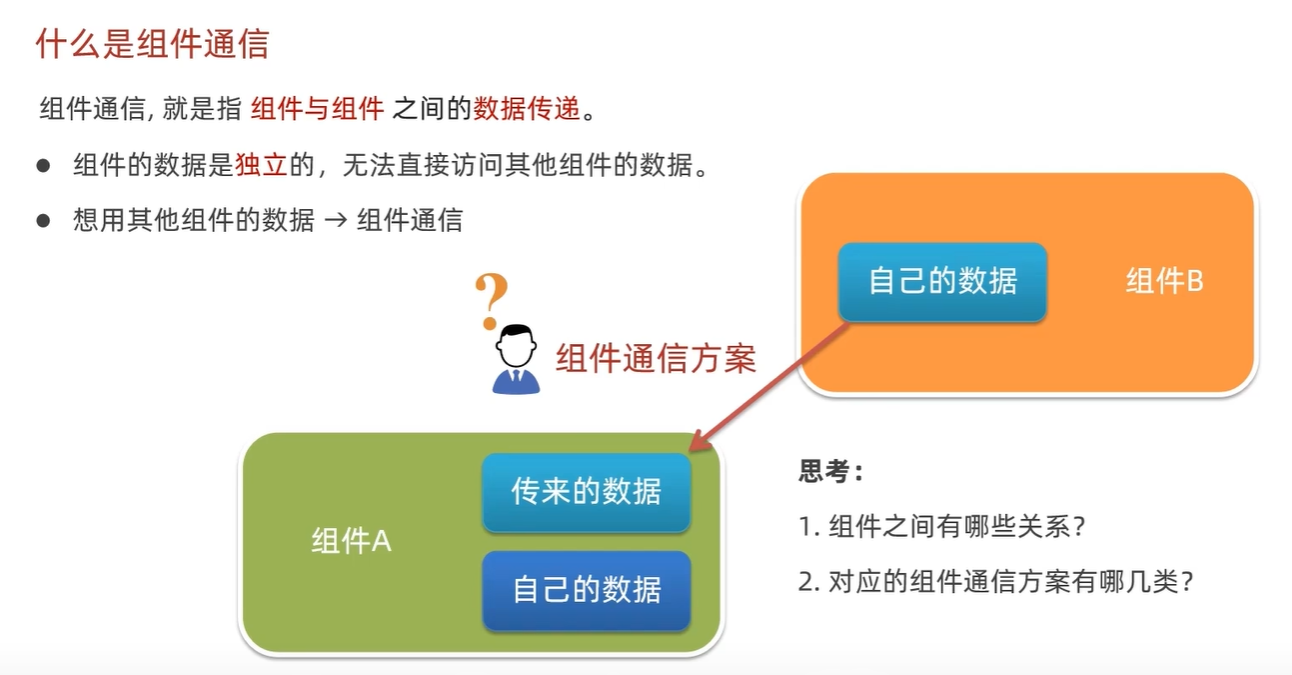 什么是组件通信
组件通信, 就是指 组件与组件 之间的数据传递。
● 组件的数据是独立的，无法直接访问其他组件的数据。
● 想用其他组件的数据 → 组件通信
自己的数据
组件B
?
组件通信方案
传来的数据
组件A
自己的数据
思考：
1. 组件之间有哪些关系？
2. 对应的组件通信方案有哪几类？